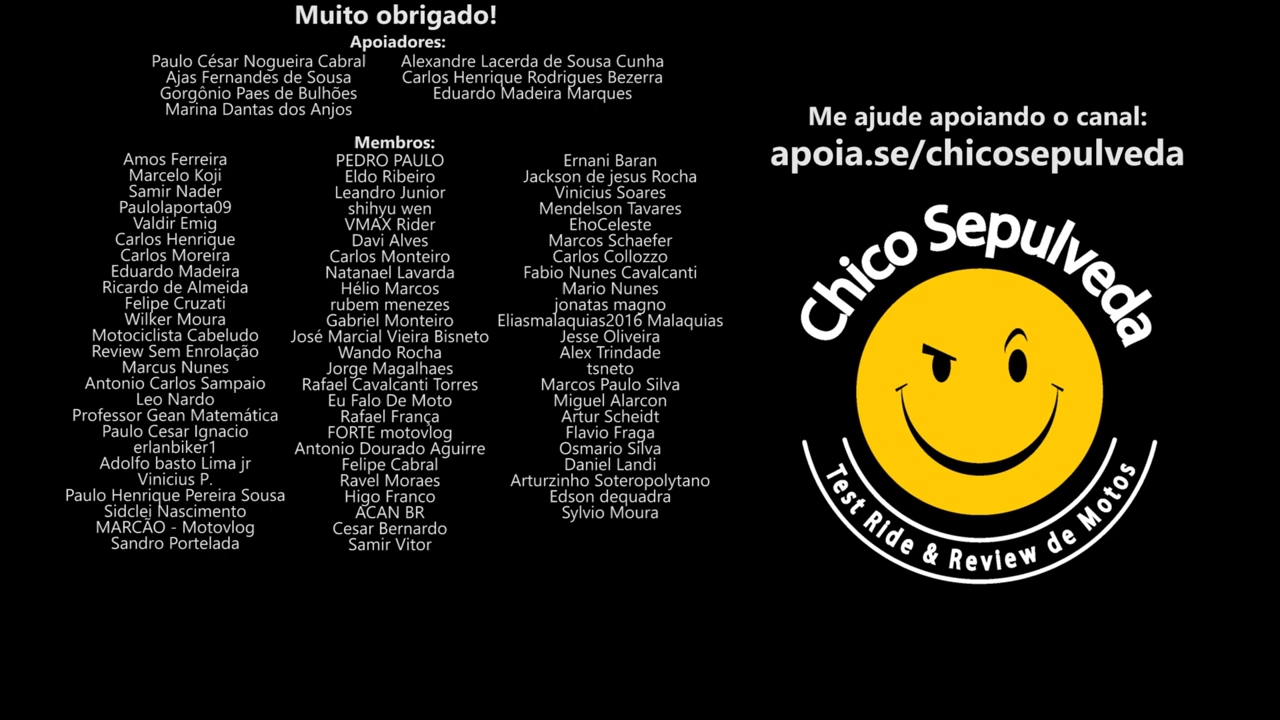 Muito obrigado!
Apoiadores:
Paulo César Nogueira Cabral
Ajas Fernandes de Sousa
Gorgônio Paes de Bulhões
Marina Dantas dos Anjos
Alexandre Lacerda de Sousa Cunha
Carlos Henrique Rodrigues Bezerra
Eduardo Madeira Marques
Membros:
Amos Ferreira
Marcelo Koji
Samir Nader
Paulolaporta09
Valdir Emig
Carlos Henrique
Carlos Moreira
Eduardo Madeira
Ricardo de Almeida
Felipe Cruzati
Wilker Moura
Motociclista Cabeludo
Review Sem Enrolação
Marcus Nunes
Antonio Carlos Sampaio
Leo Nardo
Professor Gean Matemática
Paulo Cesar Ignacio
erlanbiker1
Adolfo basto Lima jr
Vinicius P.
Paulo Henrique Pereira Sousa
Sidclei Nascimento
MARCÃO - Motovlog
Sandro Portelada
PEDRO PAULO
Eldo Ribeiro
Leandro Junior
shihyu wen
VMAX Rider
Davi Alves
Carlos Monteiro
Natanael Lavarda
Hélio Marcos
rubem menezes
Gabriel Monteiro
José Marcial Vieira Bisneto
Wando Rocha
Jorge Magalhaes
Rafael Cavalcanti Torres
Eu Falo De Moto
Rafael França
FORTE motovlog
Antonio Dourado Aguirre
Felipe Cabral
Ravel Moraes
Higo Franco
ACAN BR
Cesar Bernardo
Samir Vitor
Ernani Baran
Jackson de jesus Rocha
Vinicius Soares
Mendelson Tavares
EhoCeleste
Marcos Schaefer
Carlos Collozzo
Fabio Nunes Cavalcanti
Mario Nunes
jonatas magno
Eliasmalaquias2016 Malaquias
Jesse Oliveira
Alex Trindade
tsneto
Marcos Paulo Silva
Miguel Alarcon
Artur Scheidt
Flavio Fraga
Osmario Silva
Daniel Landi
Arturzinho Soteropolytano
Edson dequadra
Sylvio Moura
Me ajude apoiando o canal:
apoia.se/chicosepulveda
Chico Sepulveda
Test Ride & Review de Motos